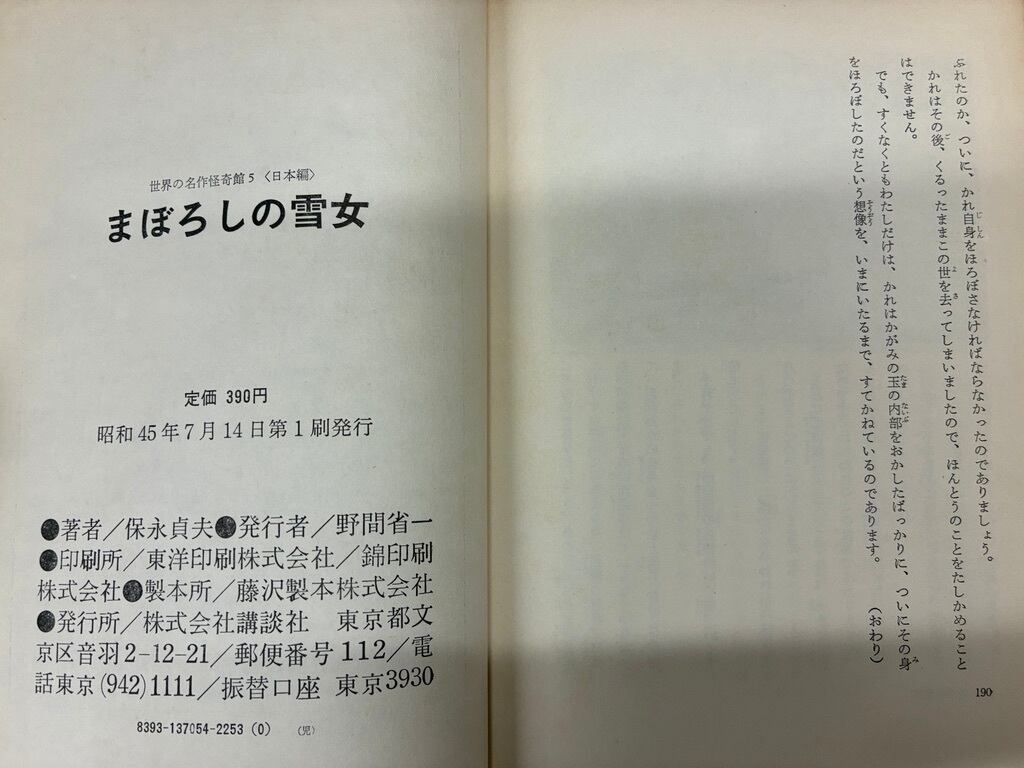 ぶれたのか、ついに、かれ自身をほろぼさなければならなかったのでありましょう。
かれはその後、くるったままこの世を去ってしまいましたので、ほんとうのことをたしかめること
はできません。
でも、すくなくともわたしだけは、かれはかがみの玉の内部をおかしたばっかりに、ついにその身
をほろぼしたのだという想像を、いまにいたるまで、すてかねているのであります。
(おわり)
190
世界の名作怪奇館5〈日本編〉
まぼろしの雪女
定価 390円
昭和45年7月14日第1刷発行
●著者/保永貞夫●発行者/野間省一
●印刷所/東洋印刷株式会社/錦印刷
株式会社●製本所/藤沢製本株式会社
●発行所/株式会社講談社 東京都文
京区音羽2-12-21/郵便番号112/電
話東京(942)1111/振替口座 東京3930
8393-137054-2253 (0) (児)